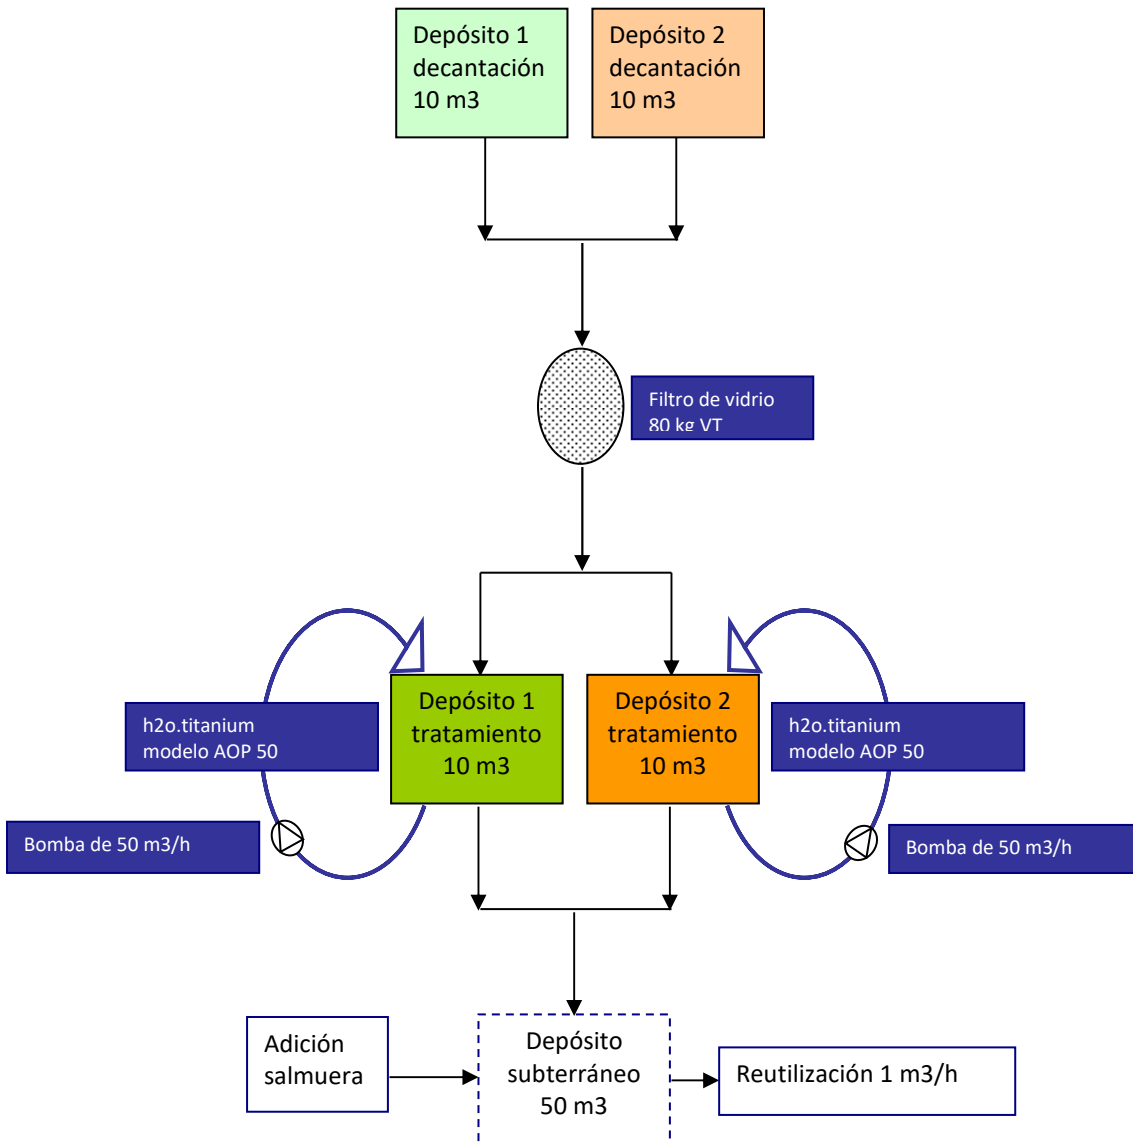 Depósito 1
decantación
10 m3
Depósito 2
decantación
10 m3
Filtro de vidrio
80 kg VT
h2o.titanium
modelo AOP 50
Depósito 1
tratamiento
10 m3
Depósito 2
tratamiento
10 m3
h2o.titanium
modelo AOP 50
Bomba de 50 m3/h
Bomba de 50 m3/h
Adición
salmuera
Depósito
subterráneo
50 m3
Reutilización 1 m3/h